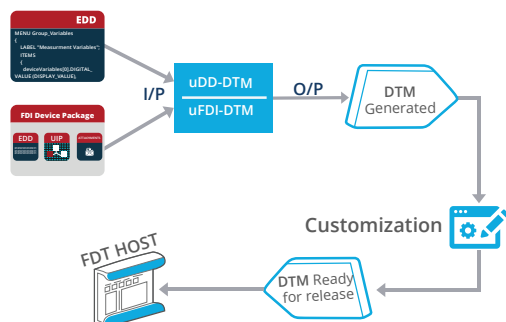 EDD
MENU Group_Variables
{
LABEL "Measurment Variables";
ITEMS
{
deviceVariables[0].DIGITAL_
VALUE (DISPLAY_VALUE),
I/P
uDD-DTM
uFDI-DTM
O/P
DTM
Generated
FDI Device Package
EDD
UIP
ATTACHMENTS
Customization
FDT HOST
DTM Ready
for release